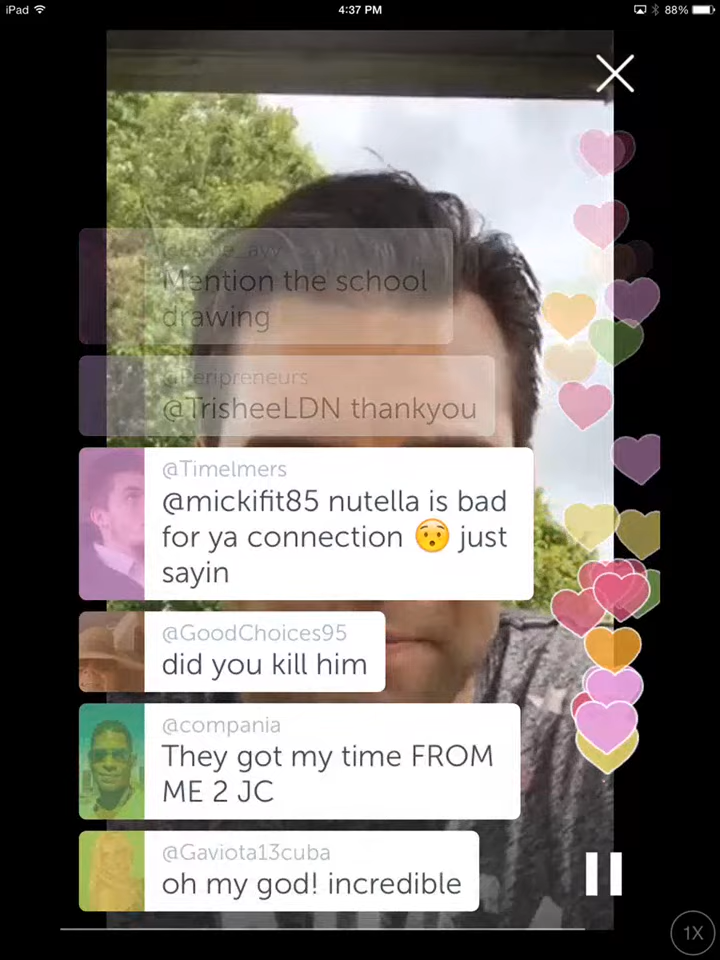 iPad 4:37 PM 88%
Mention the school
drawing
@Peripreneurs
@TrisheeLDN thankyou
@Timelmers
@mickifit85 nutella is bad
for ya connection 😯 just
sayin
@GoodChoices95
did you kill him
@compania
They got my time FROM
ME 2 JC
@Gaviota13cuba
oh my god! incredible
1X